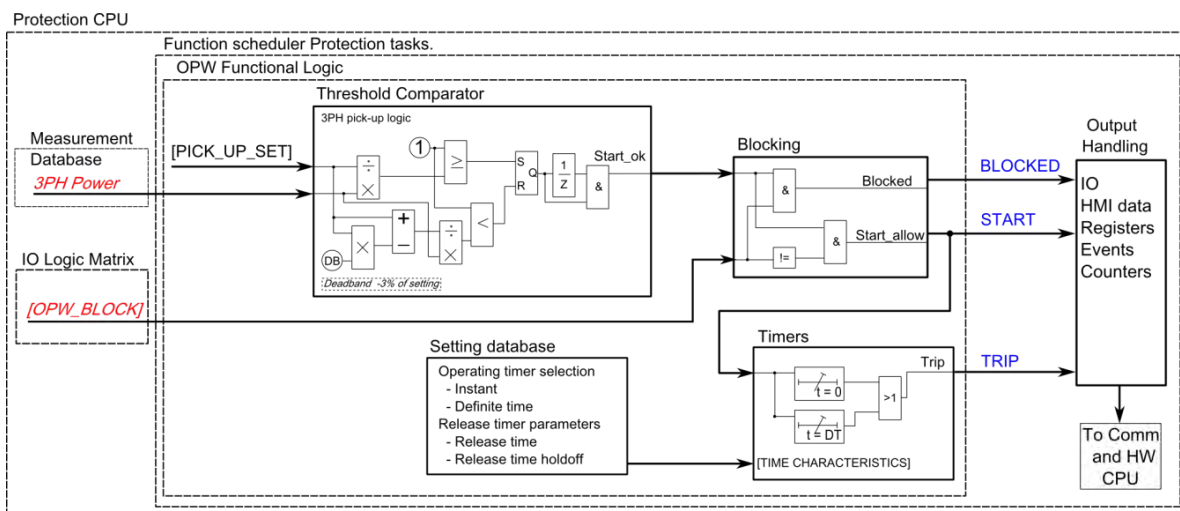 Protection CPU
Function scheduler Protection tasks.
OPW Functional Logic
Threshold Comparator
3PH pick-up logic
Measurement
Database
3PH Power
[PICK_UP_SET]
1
÷
×
≥
S
R
Q
1
Z
&
Start_ok
<
+
−
÷
×
×
DB
Deadband -3% of setting
Blocking
&
Blocked
&
Start_allow
!=
BLOCKED
START
Output
Handling
IO
HMI data
Registers
Events
Counters
IO Logic Matrix
[OPW_BLOCK]
Setting database
Operating timer selection
- Instant
- Definite time
Release timer parameters
- Release time
- Release time holdoff
Timers
t = 0
t = DT
>1
Trip
[TIME CHARACTERISTICS]
TRIP
To Comm
and HW
CPU